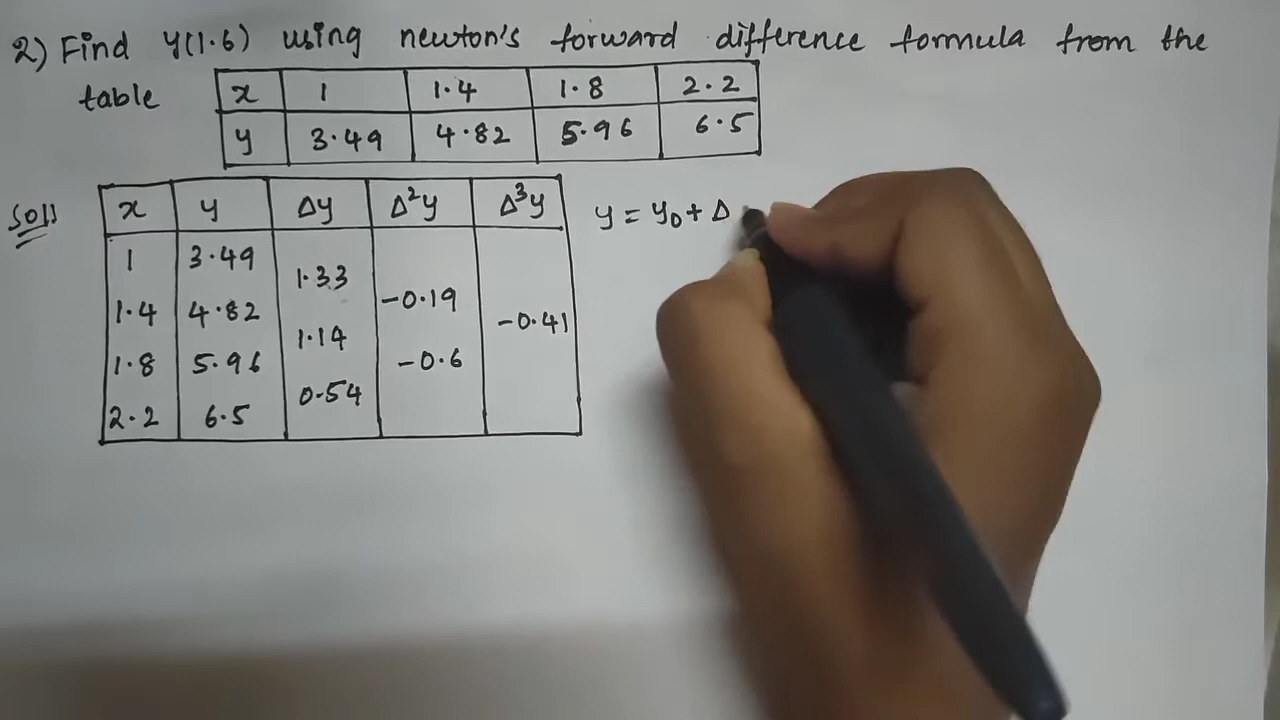 2) Find y(1.6) using newton's forward difference formula from the
table x 1 1.4 1.8 2.2
y 3.49 4.82 5.96 6.5
Soll x y Δy Δ²y Δ³y y = y₀ + Δ
1 3.49
1.33
1.4 4.82 -0.19
1.14 -0.41
1.8 5.96 -0.6
0.54
2.2 6.5